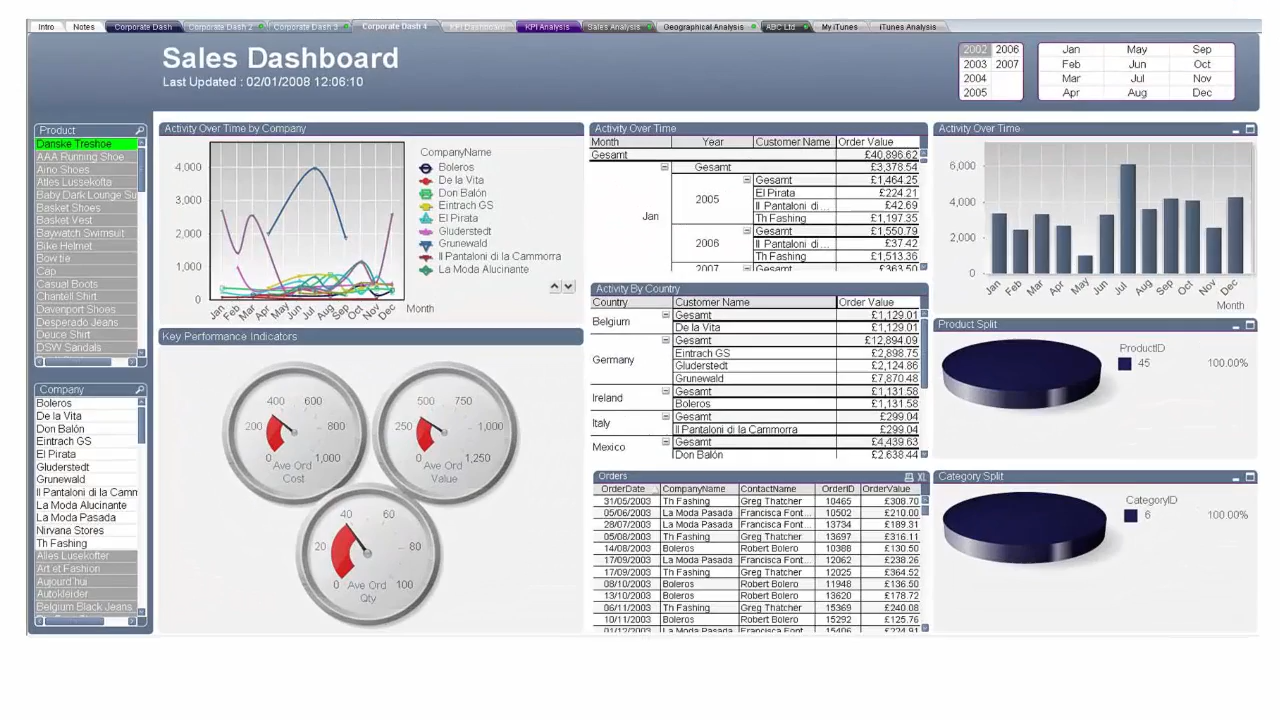 Intro Notes Corporate Dash Corporate Dash 2 Corporate Dash 3 Corporate Dash 4 KPI Dashboard KPI Analysis Sales Analysis Geographical Analysis ABC Ltd My iTunes iTunes Analysis
Sales Dashboard
Last Updated : 02/01/2008 12:06:10
2002 2006
2003 2007
2004
2005
Jan May Sep
Feb Jun Oct
Mar Jul Nov
Apr Aug Dec
Product
Danske Treshoe
AAA Running Shoe
Aino Shoes
Atles Lussekofta
Baby Dark Lounge Su
Basket Shoes
Basket Vest
Baywatch Swimsuit
Bike Helmet
Bow tie
Cap
Casual Boots
Chantell Shirt
Davenport Shoes
Desperado Jeans
Deuce Shirt
DSW Sandals
Company
Boleros
De la Vita
Don Balón
Eintrach GS
El Pirata
Gluderstedt
Grunewald
Il Pantaloni di la Camm
La Moda Alucinante
La Moda Pasada
Nirvana Stores
Th Fashing
Alles Lusekofter
Art et Fashion
Aujourd'hui
Autokleider
Belgium Black Jeans
Activity Over Time by Company
4,000
3,000
2,000
1,000
0
Jan Feb Mar Apr May Jun Jul Aug Sep Oct Nov Dec
Month
CompanyName
Boleros
De la Vita
Don Balón
Eintrach GS
El Pirata
Gluderstedt
Grunewald
Il Pantaloni di la Cammorra
La Moda Alucinante
Key Performance Indicators
0 200 400 600 800 1,000
Ave Ord
Cost
0 250 500 750 1,000 1,250
Ave Ord
Value
0 20 40 60 80 100
Ave Ord
Qty
Activity Over Time
Month Year Customer Name Order Value
Gesamt £40,896.62
Jan Gesamt £3,378.54
2005 Gesamt £1,464.25
El Pirata £224.21
Il Pantaloni di... £42.69
Th Fashing £1,197.35
2006 Gesamt £1,550.79
Il Pantaloni di... £37.42
Th Fashing £1,513.36
2007 Gesamt £363.50
Activity By Country
Country Customer Name Order Value
Belgium Gesamt £1,129.01
De la Vita £1,129.01
Germany Gesamt £12,894.09
Eintrach GS £2,898.75
Gluderstedt £2,124.86
Grunewald £7,870.48
Ireland Gesamt £1,131.58
Boleros £1,131.58
Italy Gesamt £299.04
Il Pantaloni di la Cammorra £299.04
Mexico Gesamt £4,439.63
Don Balón £2,638.44
Orders
XL
OrderDate CompanyName ContactName OrderID OrderValue
31/05/2003 Th Fashing Greg Thatcher 10465 £308.70
05/06/2003 La Moda Pasada Francisca Font... 10502 £210.00
28/07/2003 La Moda Pasada Francisca Font... 13734 £189.31
05/08/2003 Th Fashing Greg Thatcher 13697 £316.11
14/08/2003 Boleros Robert Bolero 10388 £130.50
17/09/2003 La Moda Pasada Francisca Font... 12062 £238.26
17/09/2003 Th Fashing Greg Thatcher 12025 £364.52
08/10/2003 Boleros Robert Bolero 11948 £136.50
13/10/2003 Boleros Robert Bolero 13620 £178.72
06/11/2003 Th Fashing Greg Thatcher 15369 £240.08
10/11/2003 Boleros Robert Bolero 15292 £125.76
01/12/2003 La Moda Pasada Francisca Font... 15406 £224.91
Activity Over Time
6,000
4,000
2,000
0
Jan Feb Mar Apr May Jun Jul Aug Sep Oct Nov Dec
Month
Product Split
ProductID
45 100.00%
Category Split
CategoryID
6 100.00%